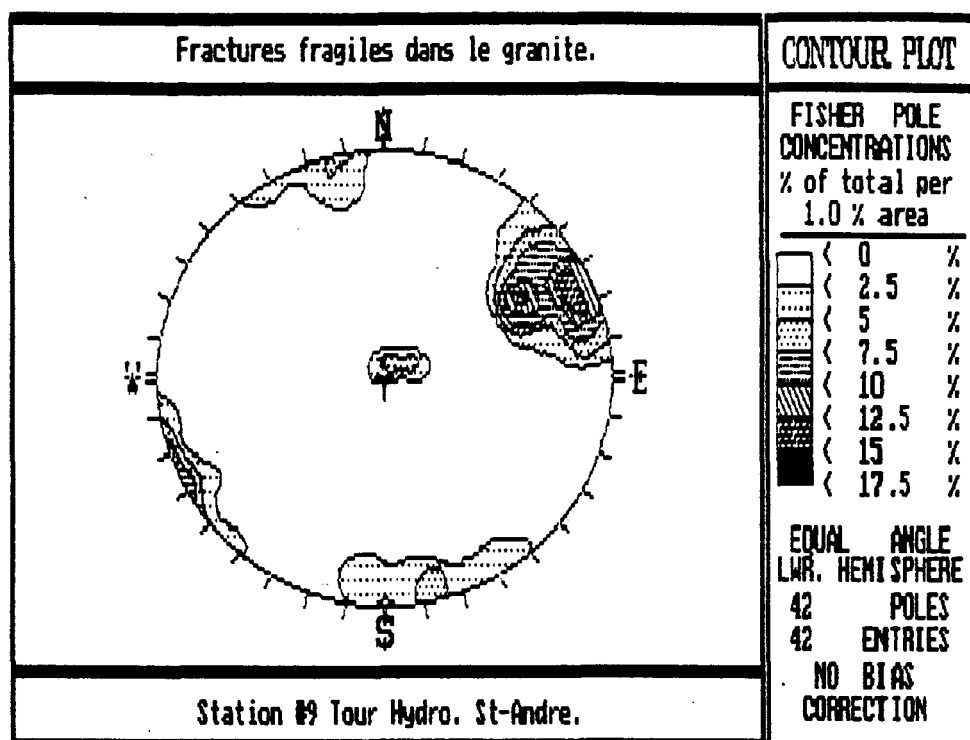 Fractures fragiles dans le granite.
N
W
E
S
Station #9 Tour Hydro. St-Andre.
CONTOUR PLOT
FISHER POLE
CONCENTRATIONS
% of total per
1.0 % area
< 0 %
< 2.5 %
< 5 %
< 7.5 %
< 10 %
< 12.5 %
< 15 %
< 17.5 %
EQUAL ANGLE
LWR. HEMISPHERE
42 POLES
42 ENTRIES
NO BIAS
CORRECTION